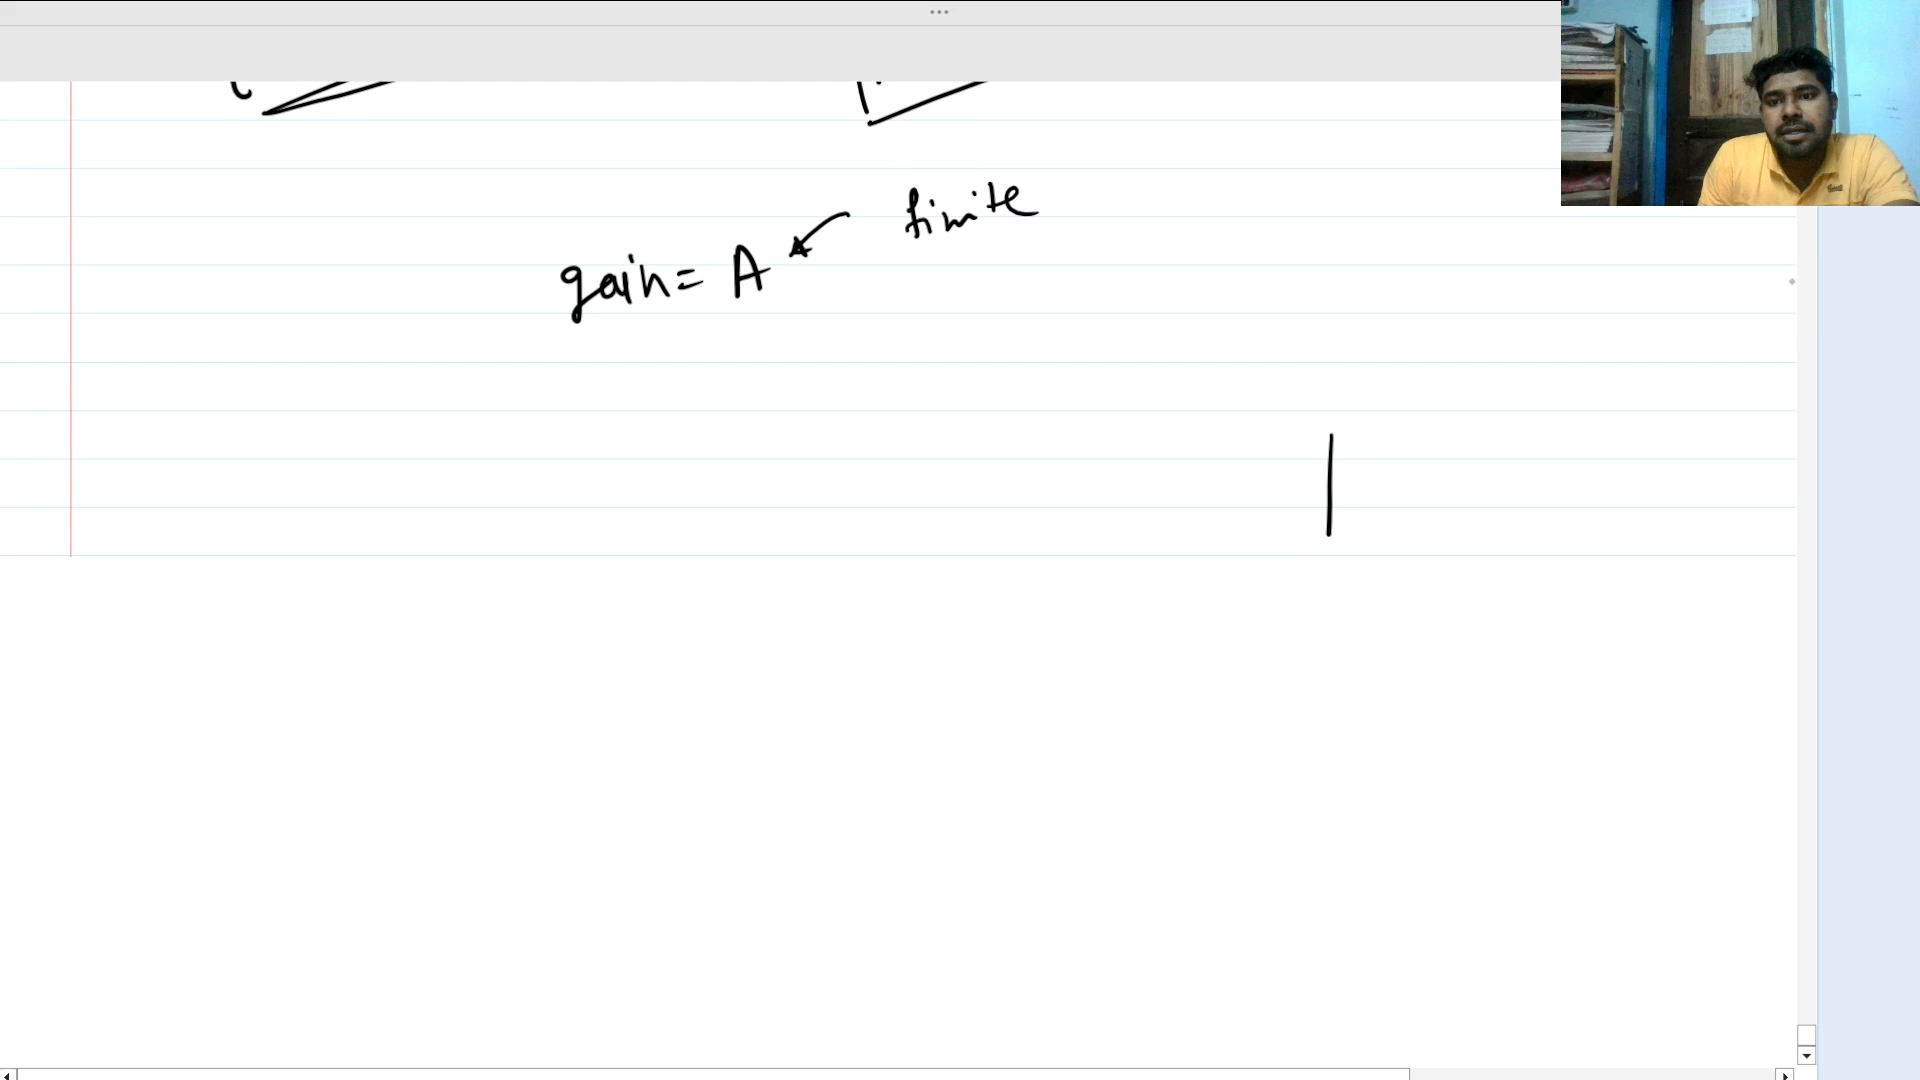 finite
gain = A